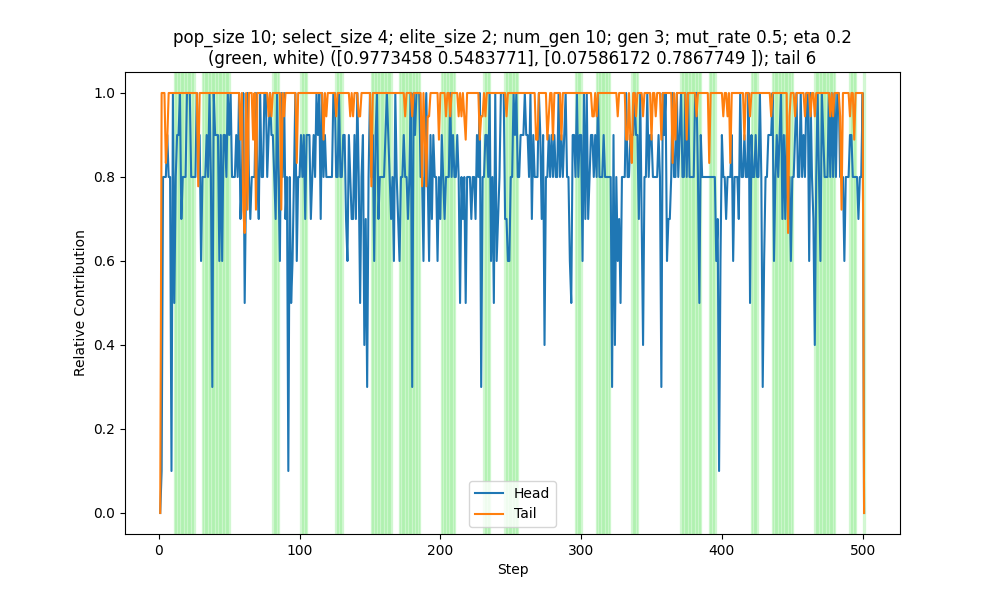 pop_size 10; select_size 4; elite_size 2; num_gen 10; gen 3; mut_rate 0.5; eta 0.2
(green, white) ([0.9773458 0.5483771], [0.07586172 0.7867749 ]); tail 6
Relative Contribution
1.0
0.8
0.6
0.4
0.2
0.0
Head
Tail
0 100 200 300 400 500
Step